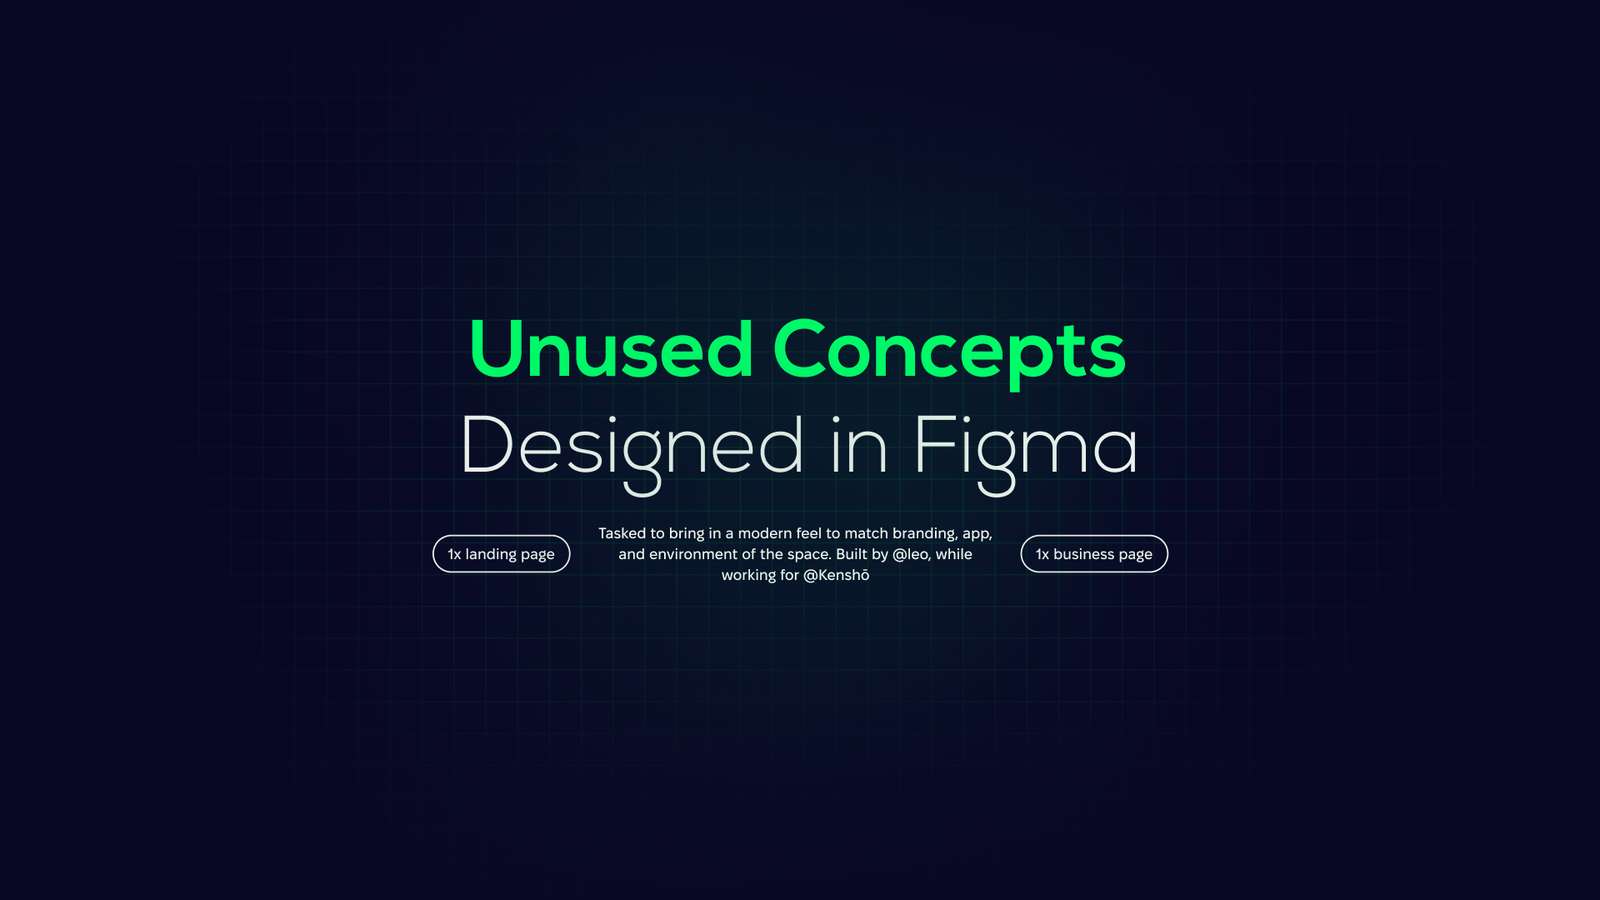 Unused Concepts
Designed in Figma
1x landing page
Tasked to bring in a modern feel to match branding, app,
and environment of the space. Built by @leo, while
working for @Kenshō
1x business page